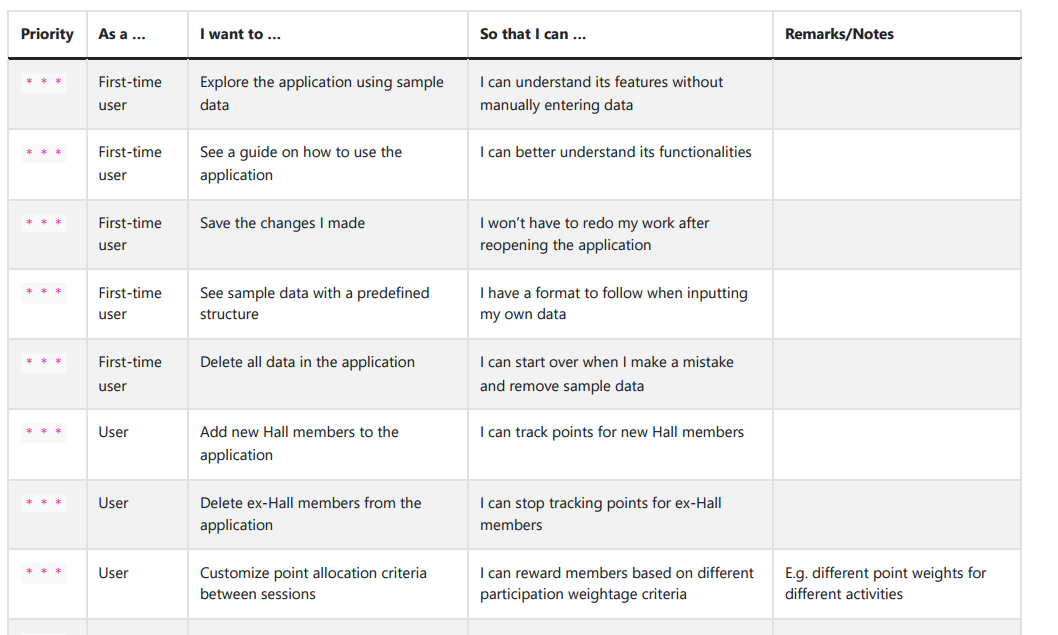 Priority As a ... I want to ... So that I can ... Remarks/Notes
* * * First-time Explore the application using sample I can understand its features without
user data manually entering data
* * * First-time See a guide on how to use the I can better understand its functionalities
user application
* * * First-time Save the changes I made I won’t have to redo my work after
user reopening the application
* * * First-time See sample data with a predefined I have a format to follow when inputting
user structure my own data
* * * First-time Delete all data in the application I can start over when I make a mistake
user and remove sample data
* * * User Add new Hall members to the I can track points for new Hall members
application
* * * User Delete ex-Hall members from the I can stop tracking points for ex-Hall
application members
* * * User Customize point allocation criteria I can reward members based on different E.g. different point weights for
between sessions participation weightage criteria different activities